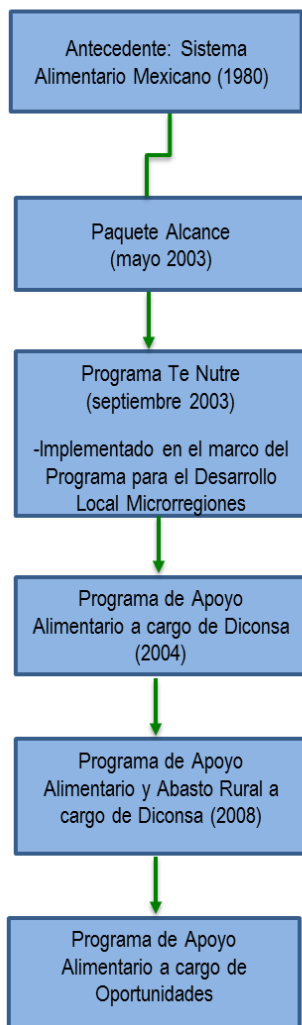 Antecedente: Sistema
Alimentario Mexicano (1980)
Paquete Alcance
(mayo 2003)
Programa Te Nutre
(septiembre 2003)
-Implementado en el marco del
Programa para el Desarrollo
Local Microrregiones
Programa de Apoyo
Alimentario a cargo de Diconsa
(2004)
Programa de Apoyo
Alimentario y Abasto Rural a
cargo de Diconsa (2008)
Programa de Apoyo
Alimentario a cargo de
Oportunidades